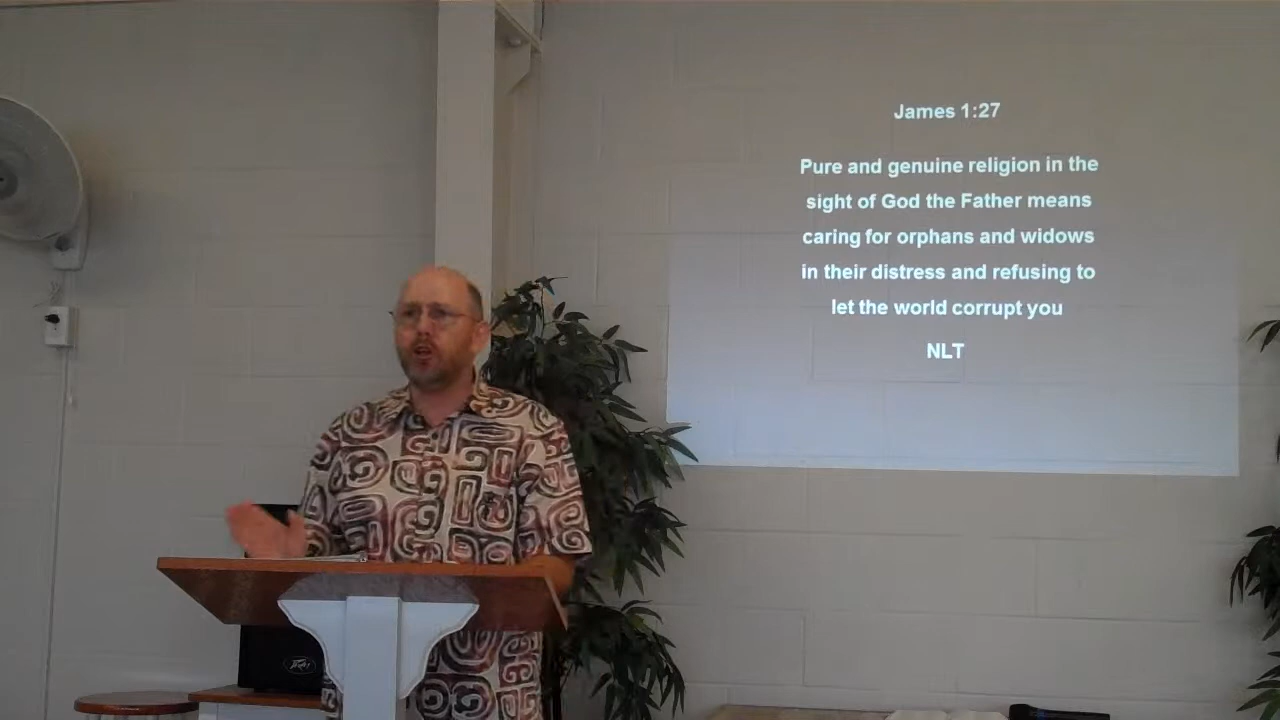 James 1:27
Pure and genuine religion in the
sight of God the Father means
caring for orphans and widows
in their distress and refusing to
let the world corrupt you
NLT
Peavey